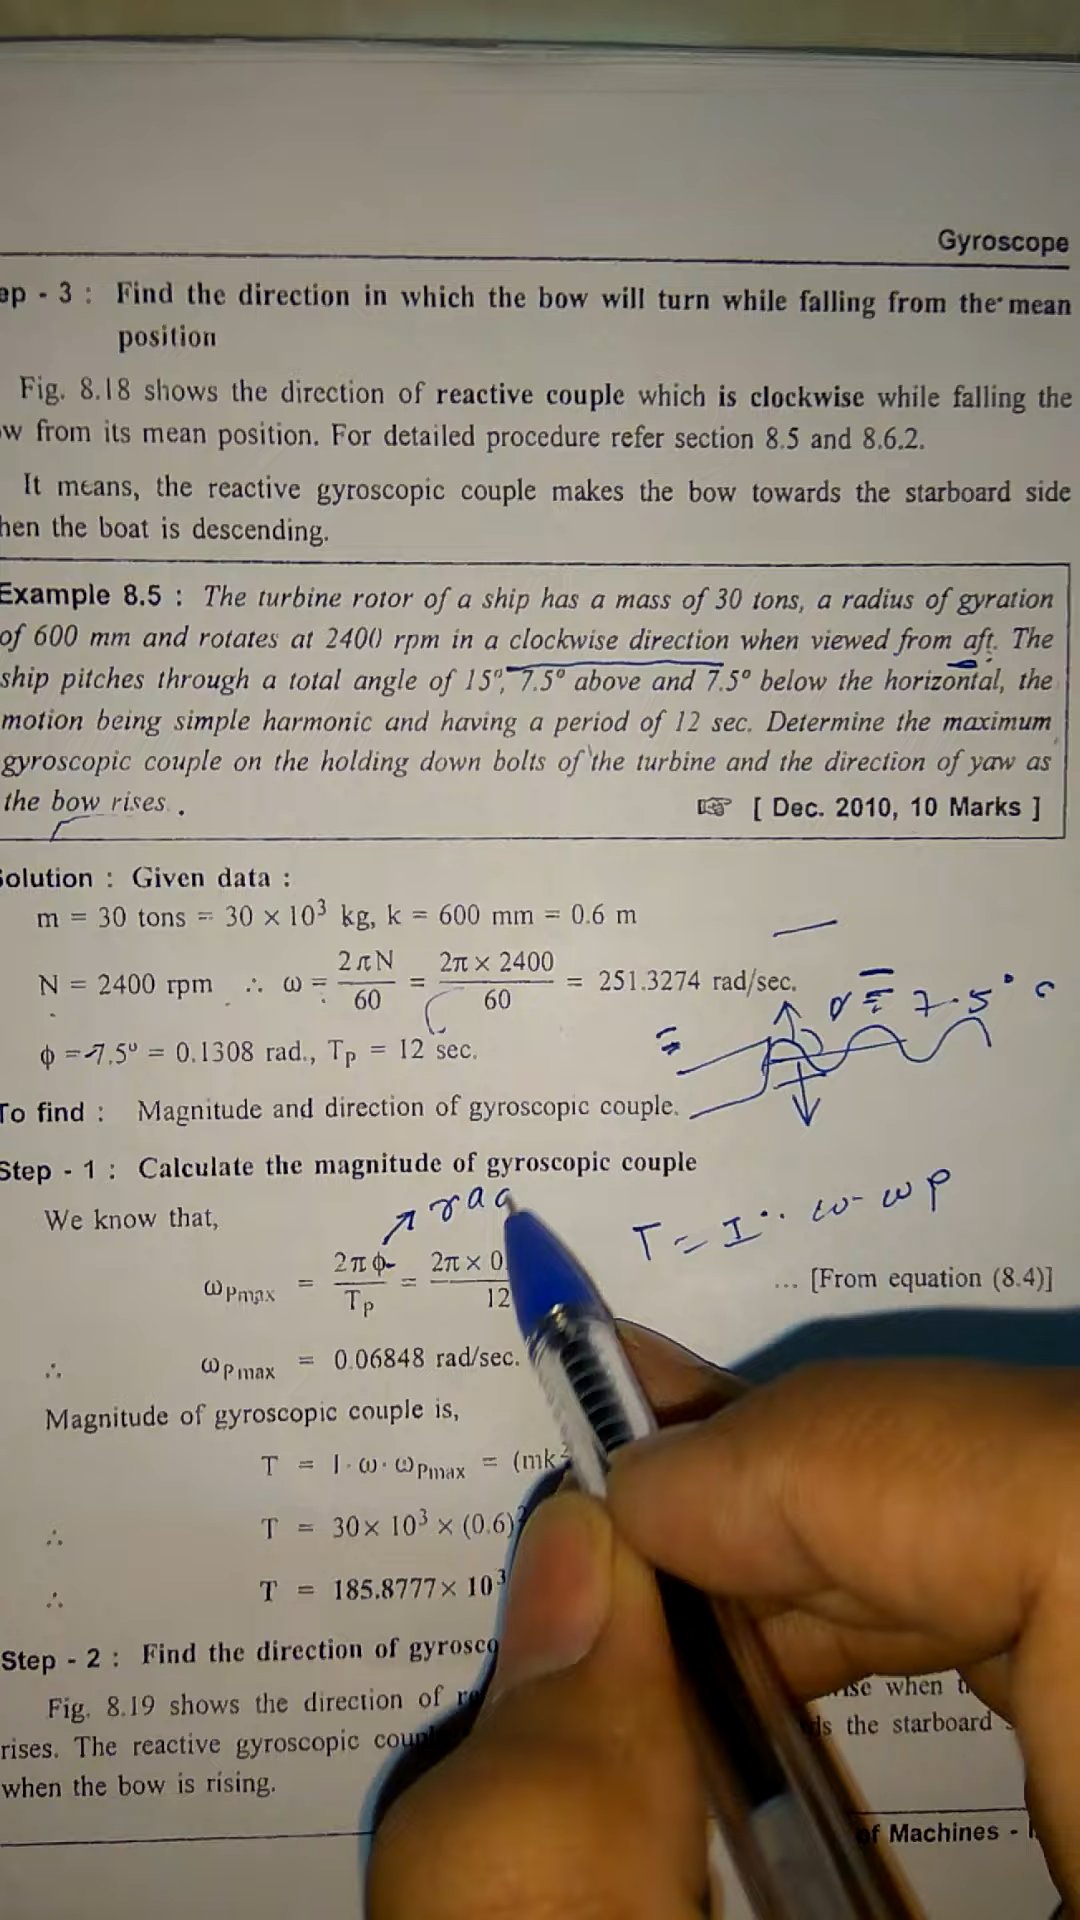 Gyroscope
ep - 3 : Find the direction in which the bow will turn while falling from the mean
position
Fig. 8.18 shows the direction of reactive couple which is clockwise while falling the
w from its mean position. For detailed procedure refer section 8.5 and 8.6.2.
It means, the reactive gyroscopic couple makes the bow towards the starboard side
hen the boat is descending.
Example 8.5 : The turbine rotor of a ship has a mass of 30 tons, a radius of gyration
of 600 mm and rotates at 2400 rpm in a clockwise direction when viewed from aft. The
ship pitches through a total angle of 15º, 7.5º above and 7.5º below the horizontal, the
motion being simple harmonic and having a period of 12 sec. Determine the maximum
gyroscopic couple on the holding down bolts of the turbine and the direction of yaw as
the bow rises.
☞ [ Dec. 2010, 10 Marks ]
Solution : Given data :
m = 30 tons = 30 × 10³ kg, k = 600 mm = 0.6 m
N = 2400 rpm ∴ ω = 2πN / 60 = 2π × 2400 / 60 = 251.3274 rad/sec.
7.5°
φ = 7.5º = 0.1308 rad., Tp = 12 sec.
To find : Magnitude and direction of gyroscopic couple.
Step - 1 : Calculate the magnitude of gyroscopic couple
We know that,
T = I ω ωp
ωPmax = 2π φ / Tp = 2π × 0 / 12
... [From equation (8.4)]
∴ ωPmax = 0.06848 rad/sec.
Magnitude of gyroscopic couple is,
T = I · ω · ωPmax = (mk²
∴ T = 30× 10³ × (0.6)²
∴ T = 185.8777× 10³
Step - 2 : Find the direction of gyrosco
Fig. 8.19 shows the direction of
when
rises. The reactive gyroscopic coup
the starboard
when the bow is rising.
of Machines -